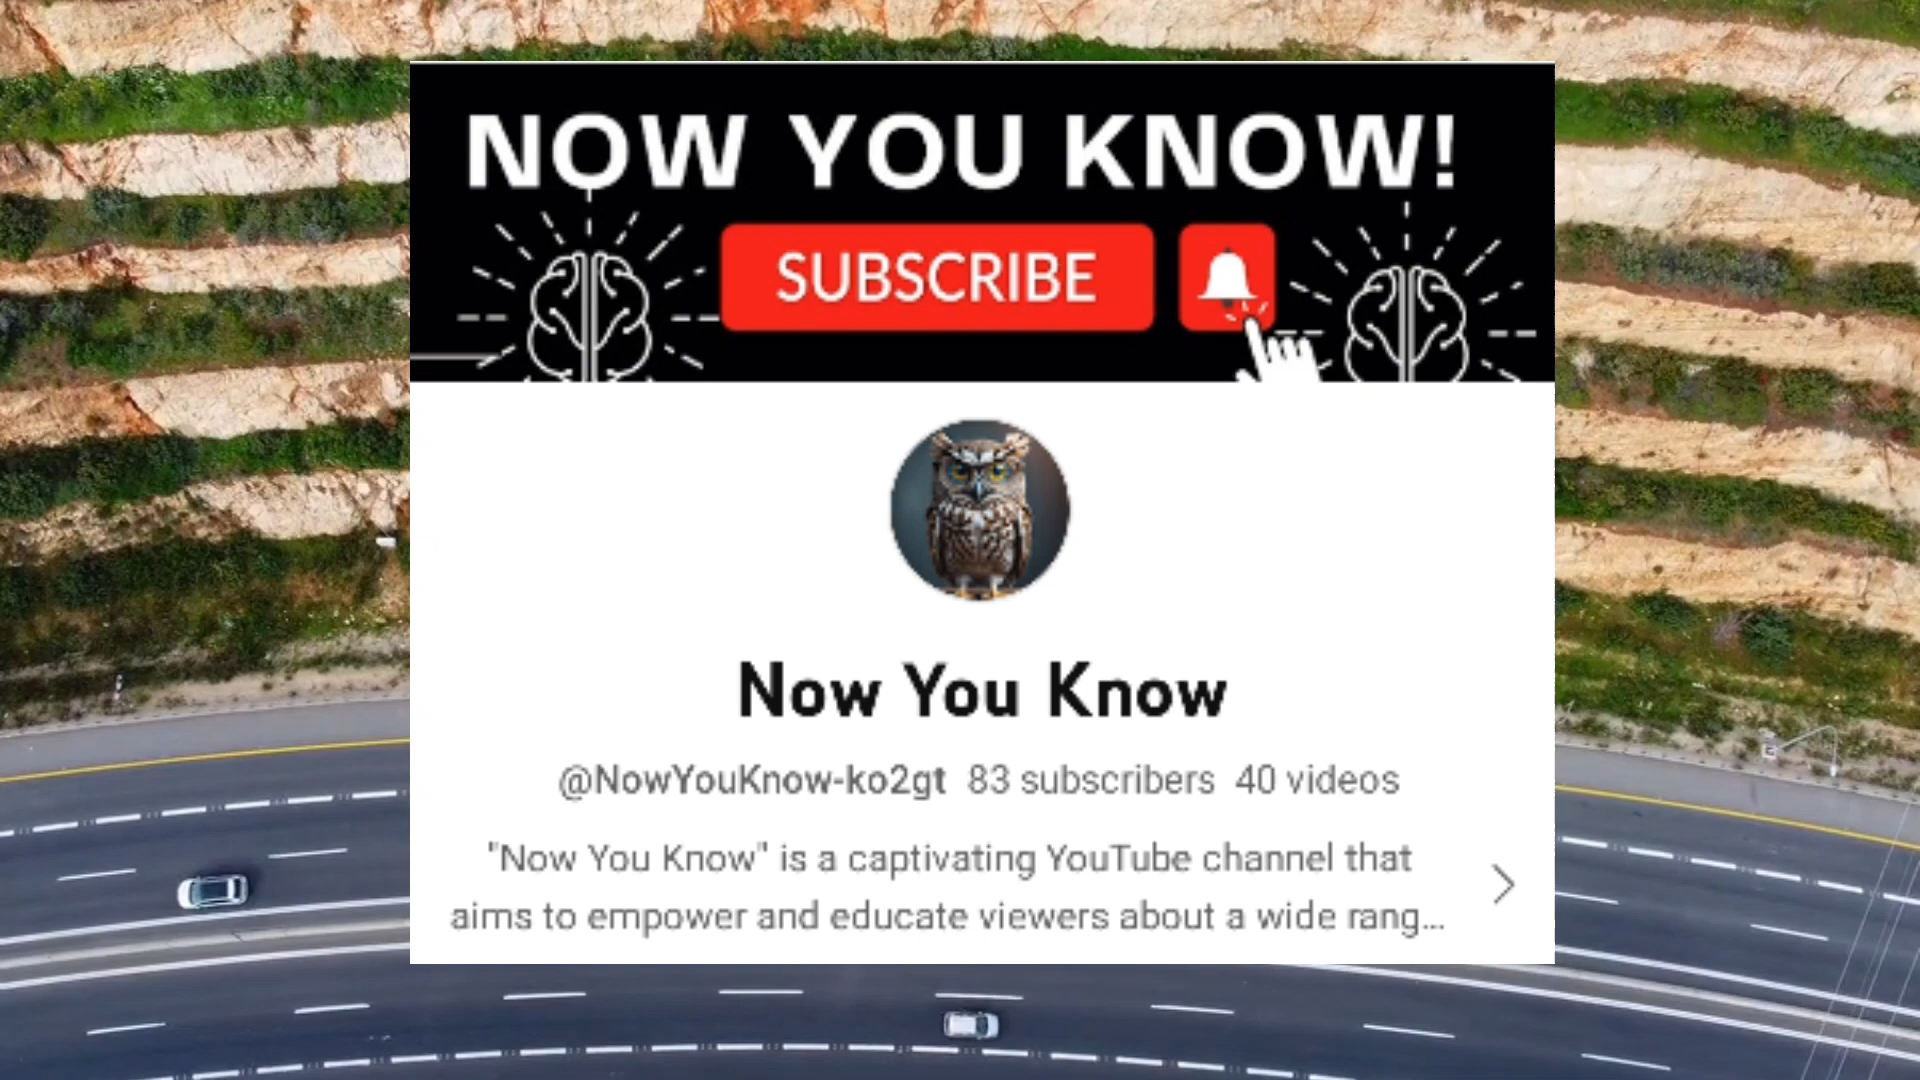 NOW YOU KNOW!
SUBSCRIBE
Now You Know
@NowYouKnow-ko2gt 83 subscribers 40 videos
"Now You Know" is a captivating YouTube channel that
aims to empower and educate viewers about a wide rang...